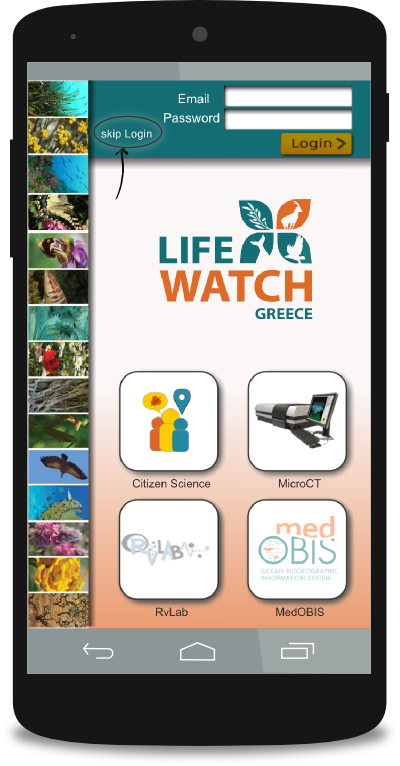 Email
Password
skip Login
Login >
LIFE
WATCH
GREECE
Citizen Science
MicroCT
RVLAB
med
OBIS
OCEAN BIOGEOGRAPHIC
INFORMATION SYSTEM
RvLab
MedOBIS